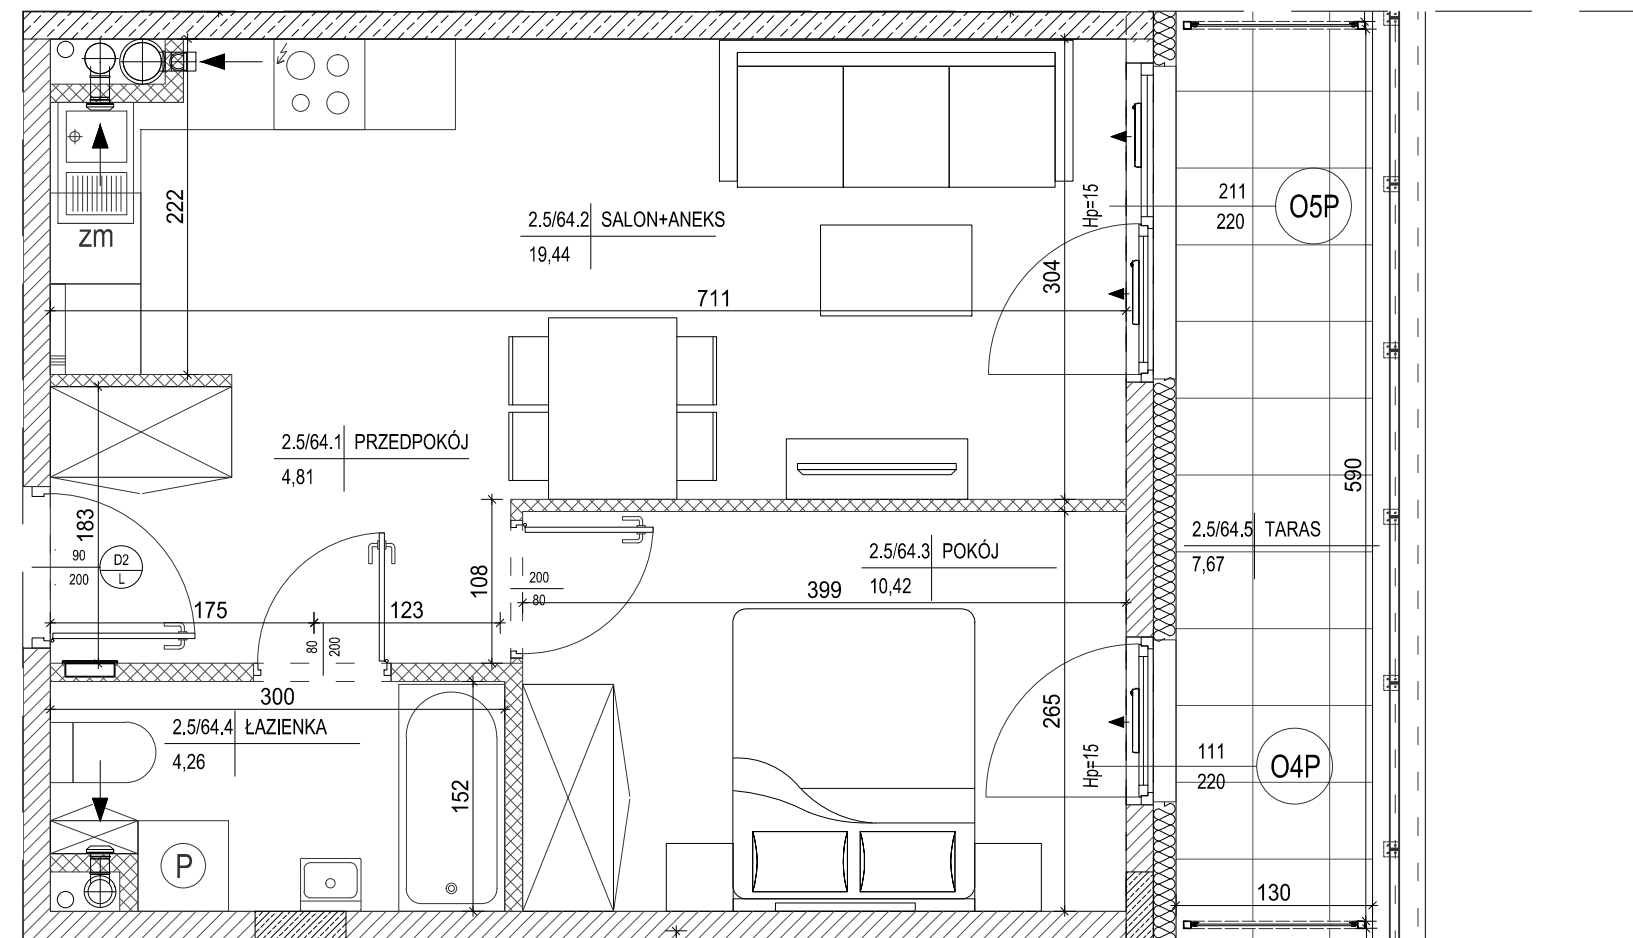 zm
222
2.5/64.2 SALON+ANEKS
19,44
711
304
Hp=15
211
220
O5P
2.5/64.1 PRZEDPOKÓJ
4,81
183
90
200
D2
L
175
123
80
200
108
200
80
2.5/64.3 POKÓJ
10,42
399
590
2.5/64.5 TARAS
7,67
300
2.5/64.4 ŁAZIENKA
4,26
152
P
265
Hp=15
111
220
O4P
130